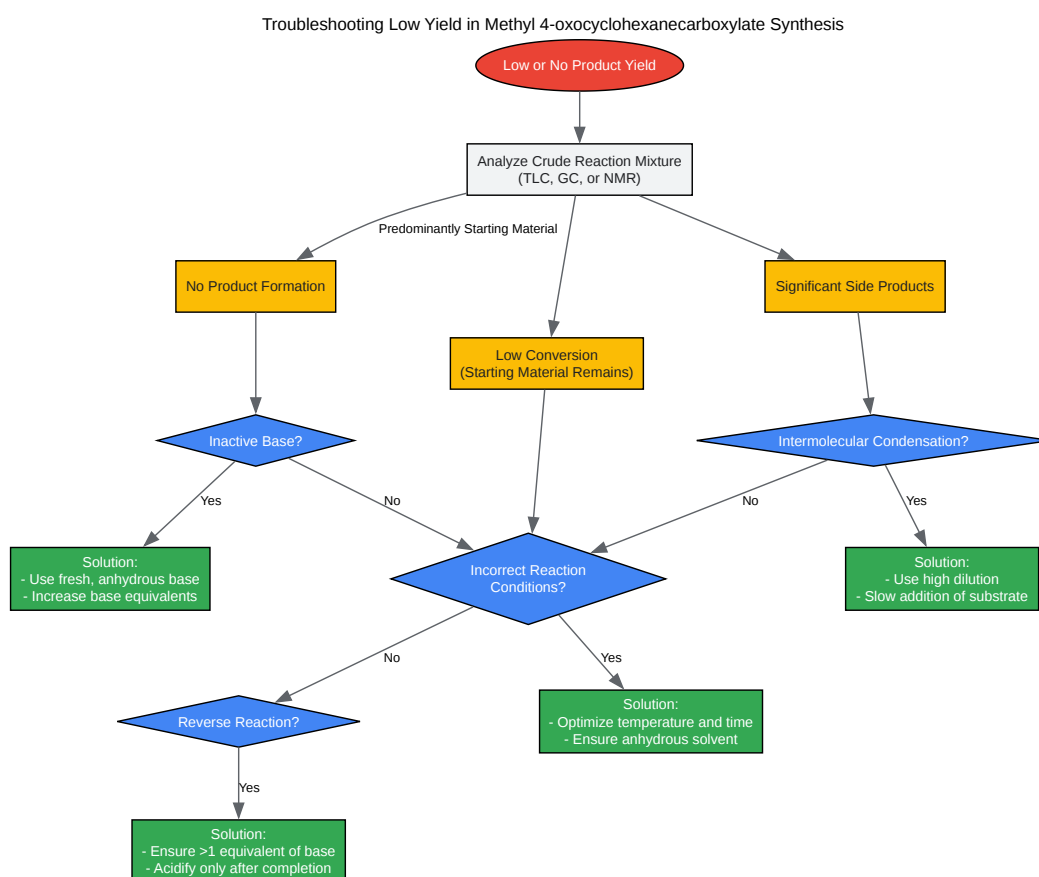 Troubleshooting Low Yield in Methyl 4-oxocyclohexanecarboxylate Synthesis
Low or No Product Yield
Analyze Crude Reaction Mixture
(TLC, GC, or NMR)
Predominantly Starting Material
No Product Formation
Significant Side Products
Low Conversion
(Starting Material Remains)
Inactive Base?
Intermolecular Condensation?
Yes
No
No
Yes
Solution:
- Use fresh, anhydrous base
- Increase base equivalents
Incorrect Reaction
Conditions?
Solution:
- Use high dilution
- Slow addition of substrate
No
Yes
Reverse Reaction?
Solution:
- Optimize temperature and time
- Ensure anhydrous solvent
Yes
Solution:
- Ensure >1 equivalent of base
- Acidify only after completion